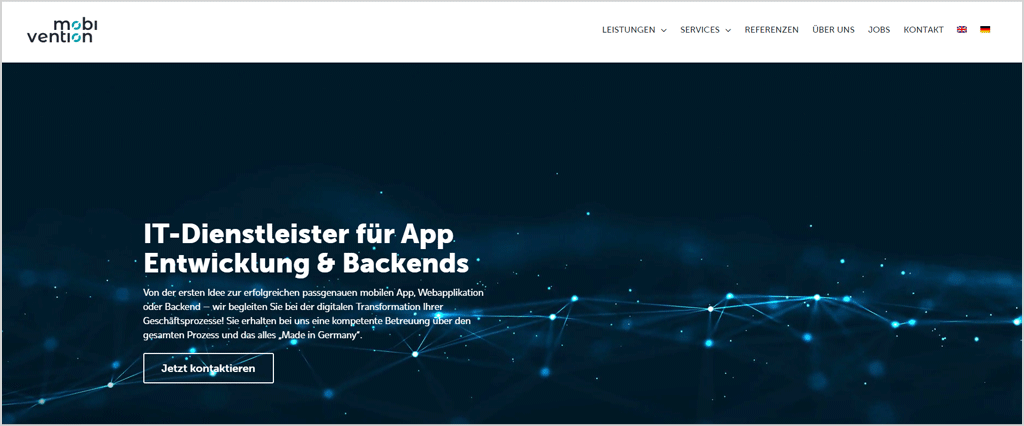 mobi
vention
LEISTUNGEN SERVICES REFERENZEN ÜBER UNS JOBS KONTAKT
IT-Dienstleister für App
Entwicklung & Backends
Von der ersten Idee zur erfolgreichen passgenauen mobilen App, Webapplikation
oder Backend – wir begleiten Sie bei der digitalen Transformation Ihrer
Geschäftsprozesse! Sie erhalten bei uns eine kompetente Betreuung über den
gesamten Prozess und das alles „Made in Germany“.
Jetzt kontaktieren